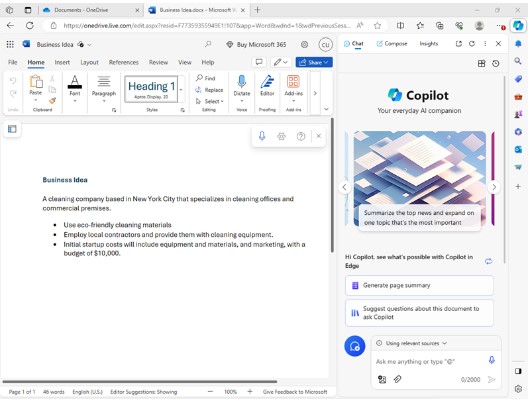 Documents - OneDrive
Business Idea.docx - Microsoft W
https://onedrive.live.com/edit.aspx?resid=
&app=Word&wdnd=1&wdPreviousSess...
Business Idea
Buy Microsoft 365
CU
File Home Insert Layout References Review View Help
Share
Undo
Paste
Clipboard
Font
Paragraph
Heading 1
Aptos Display, 20
Styles
Find
Replace
Select
Editing
Dictate
Voice
Editor
Proofing
Add-ins
Add-ins
Business Idea
A cleaning company based in New York City that specializes in cleaning offices and
commercial premises.
Use eco-friendly cleaning materials
Employ local contractors and provide them with cleaning equipment.
Initial startup costs will include equipment and materials, and marketing, with a
budget of $10,000.
Page 1 of 1 46 words English (U.S.) Editor Suggestions: Showing
100% Give Feedback to Microsoft
Chat Compose Insights
Copilot
Your everyday AI companion
Summarize the top news and expand on
one topic that's the most important
Hi Copilot, see what's possible with Copilot in
Edge
Generate page summary
Suggest questions about this document to
ask Copilot
Using relevant sources
Ask me anything or type "@"
0/2000